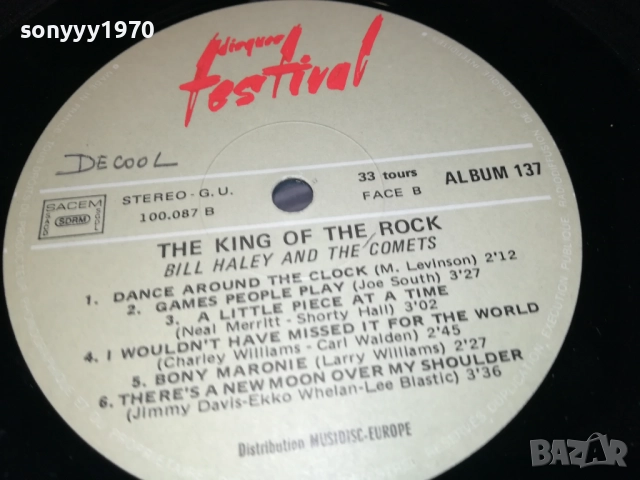 sonyyy1970
disques
festival
DECOOL
SACEM
SDRM
STEREO-G.U.
100.087 B
33 tours
FACE B
ALBUM 137
THE KING OF THE ROCK
BILL HALEY AND THE COMETS
1. DANCE AROUND THE CLOCK (M. Levinson) 2'12
2. GAMES PEOPLE PLAY (Joe South) 3'27
3. A LITTLE PIECE AT A TIME
(Neal Merritt - Shorty Hall) 3'02
4. I WOULDN'T HAVE MISSED IT FOR THE WORLD
(Charley Williams - Carl Walden) 2'45
5. BONY MARONIE (Larry Williams) 2'27
6. THERE'S A NEW MOON OVER MY SHOULDER
(Jimmy Davis-Ekko Whelan-Lee Blastic) 3'36
Distribution MUSIDISC-EUROPE
BAZAR
bg